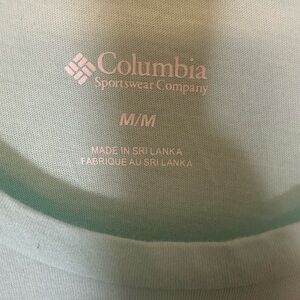 Columbia
Sportswear Company
M/M
MADE IN SRI LANKA
FABRIQUE AU SRI LANKA